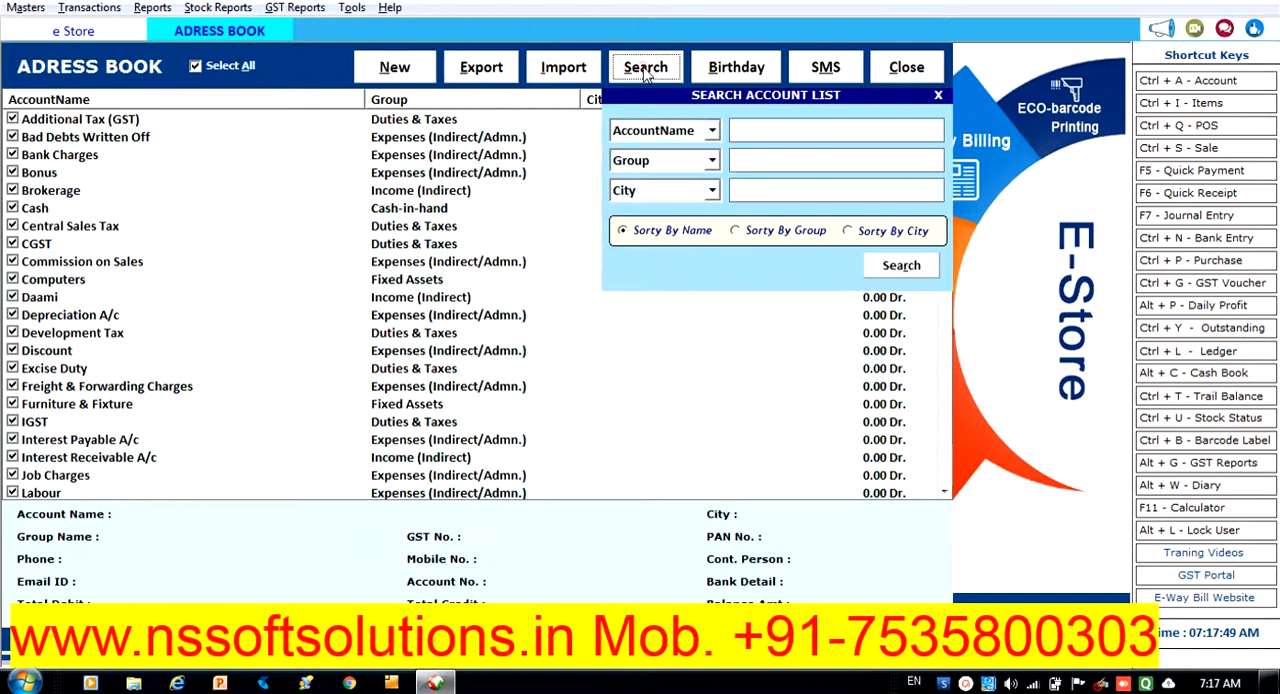 Masters Transactions Reports Stock Reports GST Reports Tools Help
e Store ADRESS BOOK
ADRESS BOOK Select All New Export Import Search Birthday SMS Close
SEARCH ACCOUNT LIST X
AccountName
Group
City
Sorty By Name Sorty By Group Sorty By City
Search
AccountName Group Cit
Additional Tax (GST) Duties & Taxes
Bad Debts Written Off Expenses (Indirect/Admn.)
Bank Charges Expenses (Indirect/Admn.)
Bonus Expenses (Indirect/Admn.)
Brokerage Income (Indirect)
Cash Cash-in-hand
Central Sales Tax Duties & Taxes
CGST Duties & Taxes
Commission on Sales Expenses (Indirect/Admn.)
Computers Fixed Assets
Daami Income (Indirect) 0.00 Dr.
Depreciation A/c Expenses (Indirect/Admn.) 0.00 Dr.
Development Tax Duties & Taxes 0.00 Dr.
Discount Expenses (Indirect/Admn.) 0.00 Dr.
Excise Duty Duties & Taxes 0.00 Dr.
Freight & Forwarding Charges Expenses (Indirect/Admn.) 0.00 Dr.
Furniture & Fixture Fixed Assets 0.00 Dr.
IGST Duties & Taxes 0.00 Dr.
Interest Payable A/c Expenses (Indirect/Admn.) 0.00 Dr.
Interest Receivable A/c Income (Indirect) 0.00 Dr.
Job Charges Expenses (Indirect/Admn.) 0.00 Dr.
Labour Expenses (Indirect/Admn.) 0.00 Dr.
Account Name : City :
Group Name : GST No. : PAN No. :
Phone : Mobile No. : Cont. Person :
Email ID : Account No. : Bank Detail :
Total Debit : Total Credit : Balance Amt :
ECO-barcode
Printing
Billing
E-Store
Shortcut Keys
Ctrl + A - Account
Ctrl + I - Items
Ctrl + Q - POS
Ctrl + S - Sale
F5 - Quick Payment
F6 - Quick Receipt
F7 - Journal Entry
Ctrl + N - Bank Entry
Ctrl + P - Purchase
Ctrl + G - GST Voucher
Alt + P - Daily Profit
Ctrl + Y - Outstanding
Ctrl + L - Ledger
Alt + C - Cash Book
Ctrl + T - Trail Balance
Ctrl + U - Stock Status
Ctrl + B - Barcode Label
Alt + G - GST Reports
Alt + W - Diary
F11 - Calculator
Alt + L - Lock User
Traning Videos
GST Portal
E-Way Bill Website
ime : 07:17:49 AM
www.nssoftsolutions.in Mob. +91-7535800303
EN 7:17 AM